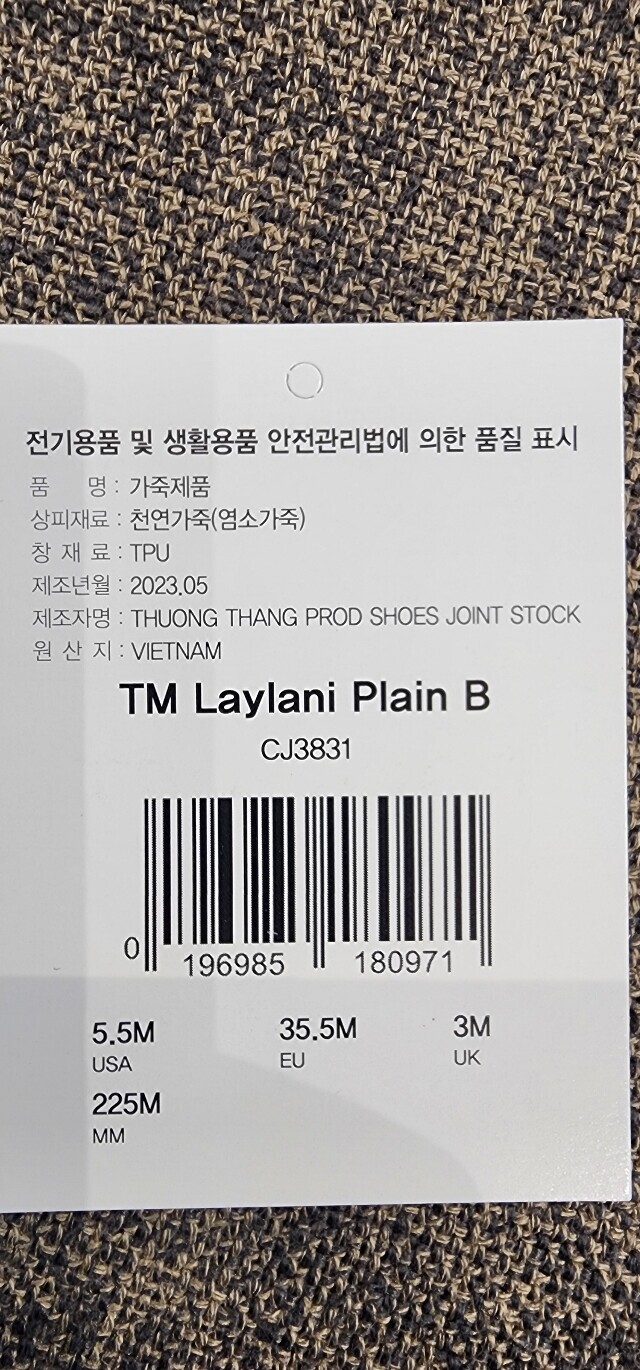 전기용품 및 생활용품 안전관리법에 의한 품질 표시
품 명 : 가죽제품
상피재료 : 천연가죽(염소가죽)
창 재 료 : TPU
제조년월 : 2023.05
제조자명 : THUONG THANG PROD SHOES JOINT STOCK
원 산 지 : VIETNAM
TM Laylani Plain B
CJ3831
0 196985 180971
5.5M 35.5M 3M
USA EU UK
225M
MM